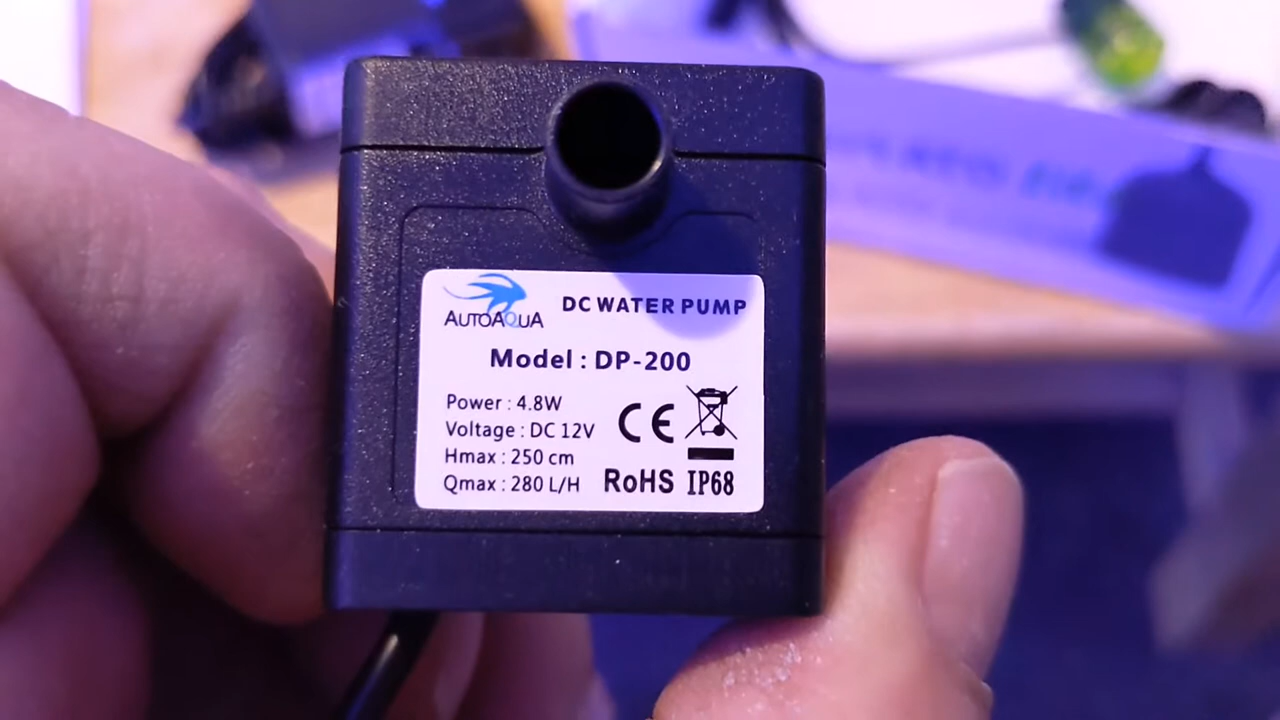 AUTOAQUA
DC WATER PUMP
Model : DP-200
Power : 4.8W
Voltage : DC 12V
Hmax : 250 cm
Qmax : 280 L/H
CE
RoHS IP68